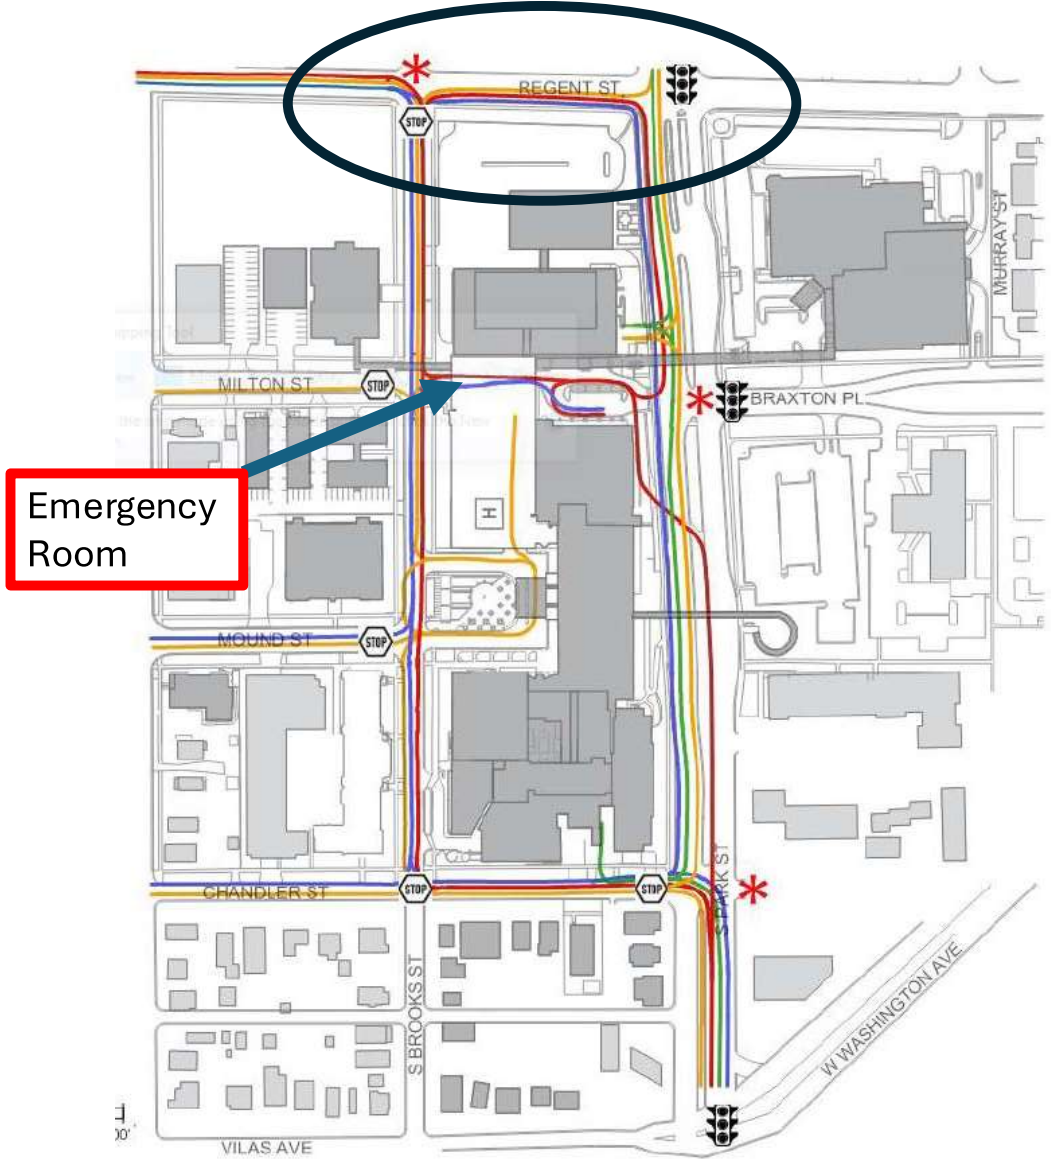 REGENT ST.
STOP
MURRAY ST
MILTON ST
STOP
BRAXTON PL
Emergency
Room
H
MOUND ST
STOP
CHANDLER ST
STOP
STOP
S PARK ST
S BROOKS ST
W WASHINGTON AVE
VILAS AVE